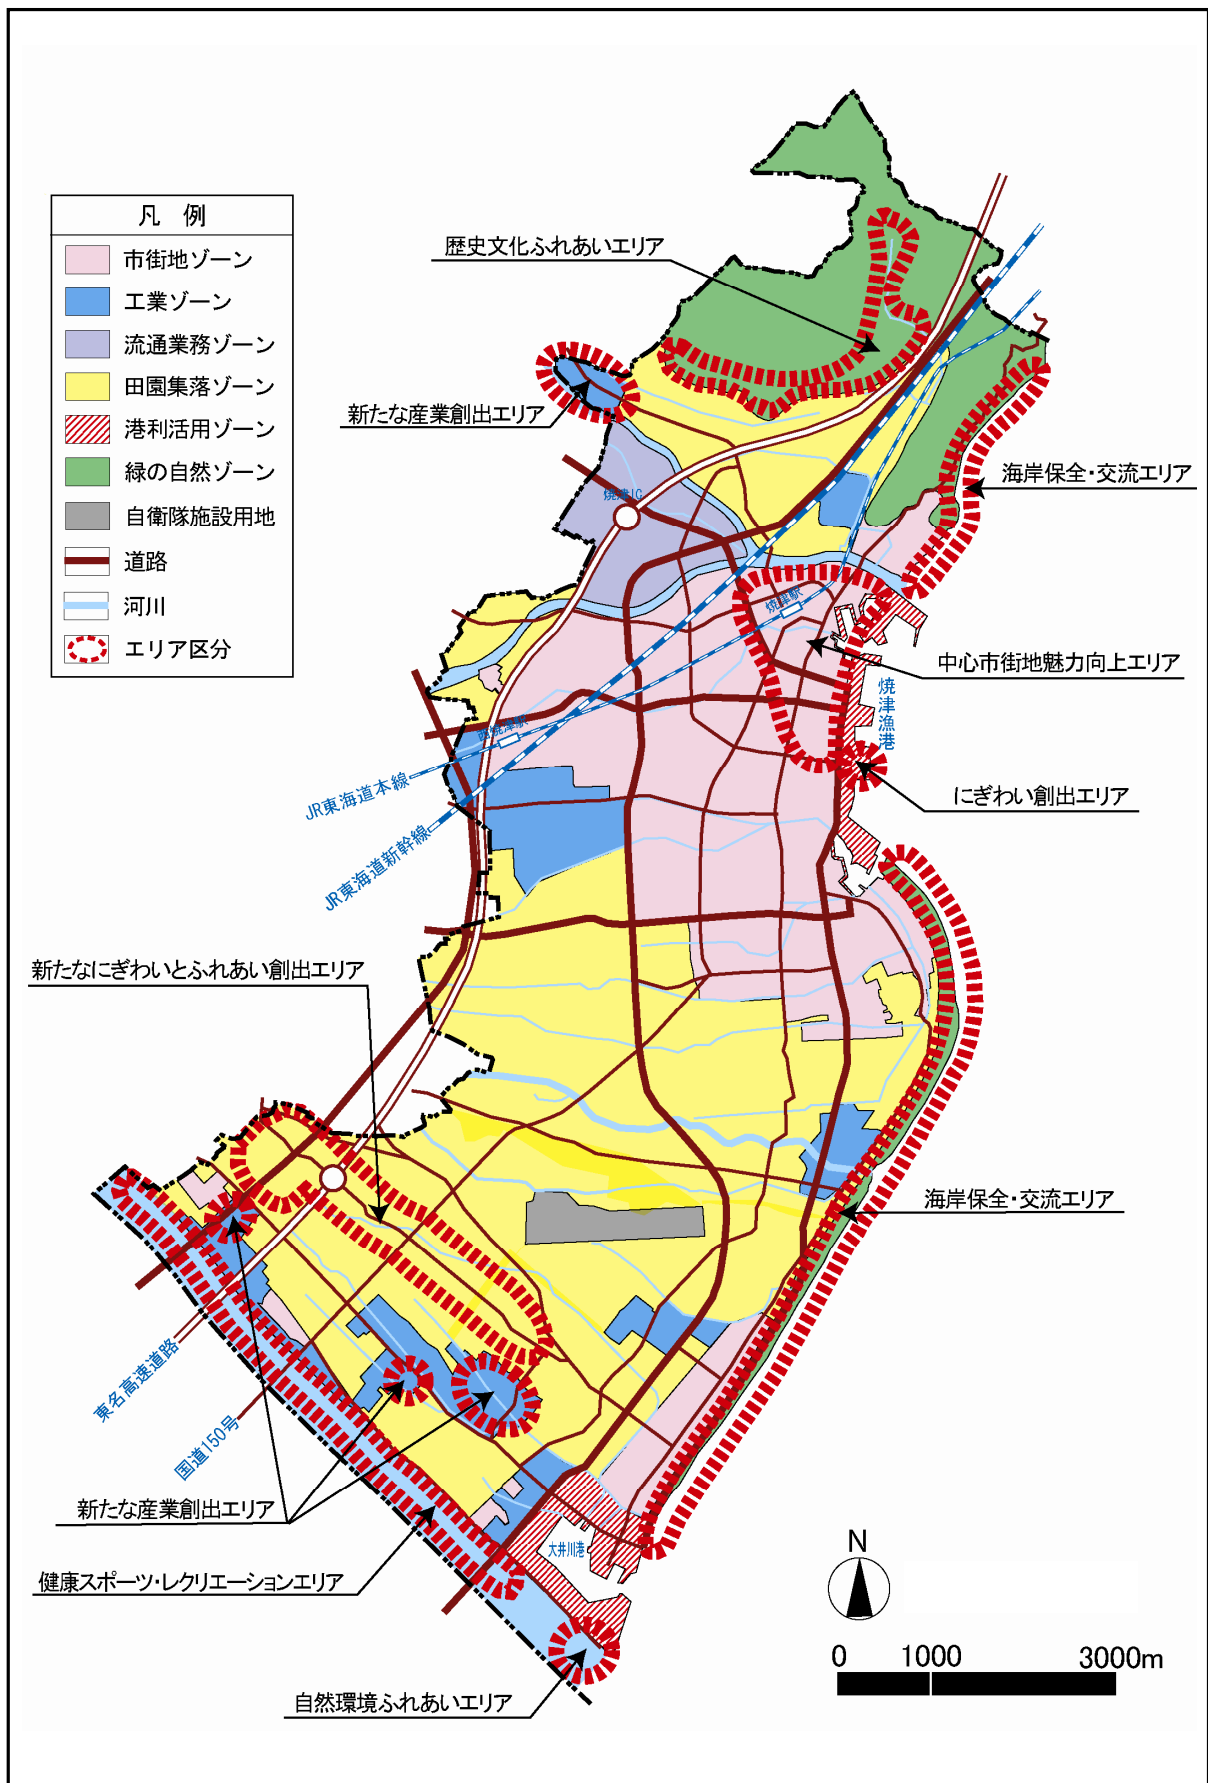 凡 例
市街地ゾーン
工業ゾーン
流通業務ゾーン
田園集落ゾーン
港利活用ゾーン
緑の自然ゾーン
自衛隊施設用地
道路
河川
エリア区分
歴史文化ふれあいエリア
新たな産業創出エリア
海岸保全・交流エリア
焼津IC
焼津駅
中心市街地魅力向上エリア
焼津漁港
西焼津駅
JR東海道本線
にぎわい創出エリア
JR東海道新幹線
新たなにぎわいとふれあい創出エリア
海岸保全・交流エリア
東名高速道路
国道150号
新たな産業創出エリア
大井川港
健康スポーツ・レクリエーションエリア
自然環境ふれあいエリア
N
0 1000 3000m